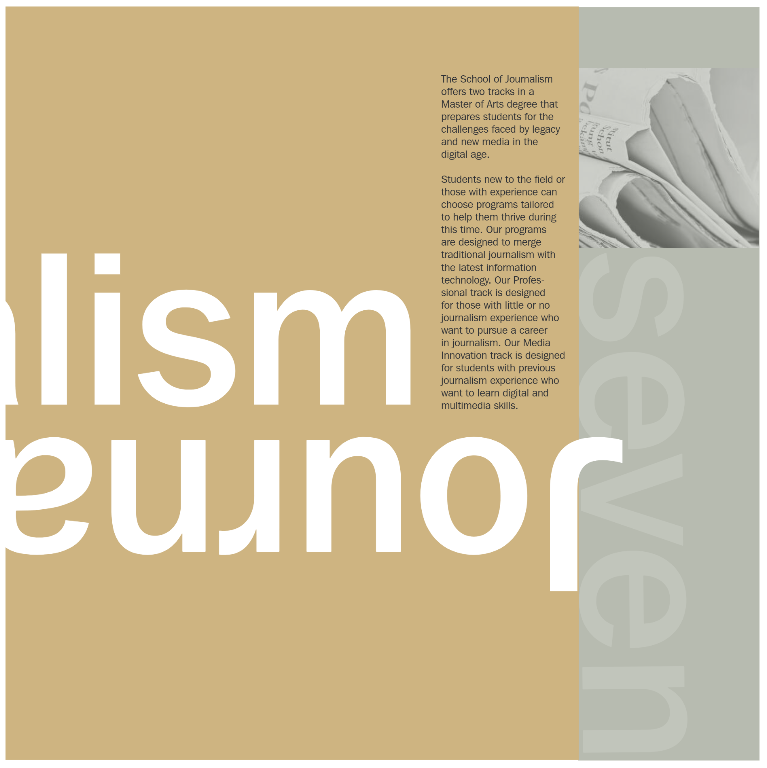 The School of Journalism
offers two tracks in a
Master of Arts degree that
prepares students for the
challenges faced by legacy
and new media in the
digital age.
Students new to the field or
those with experience can
choose programs tailored
to help them thrive during
this time. Our programs
are designed to merge
traditional journalism with
the latest information
technology. Our Profes-
sional track is designed
for those with little or no
journalism experience who
want to pursue a career
in journalism. Our Media
Innovation track is designed
for students with previous
journalism experience who
want to learn digital and
multimedia skills.
alism
Journa
seven